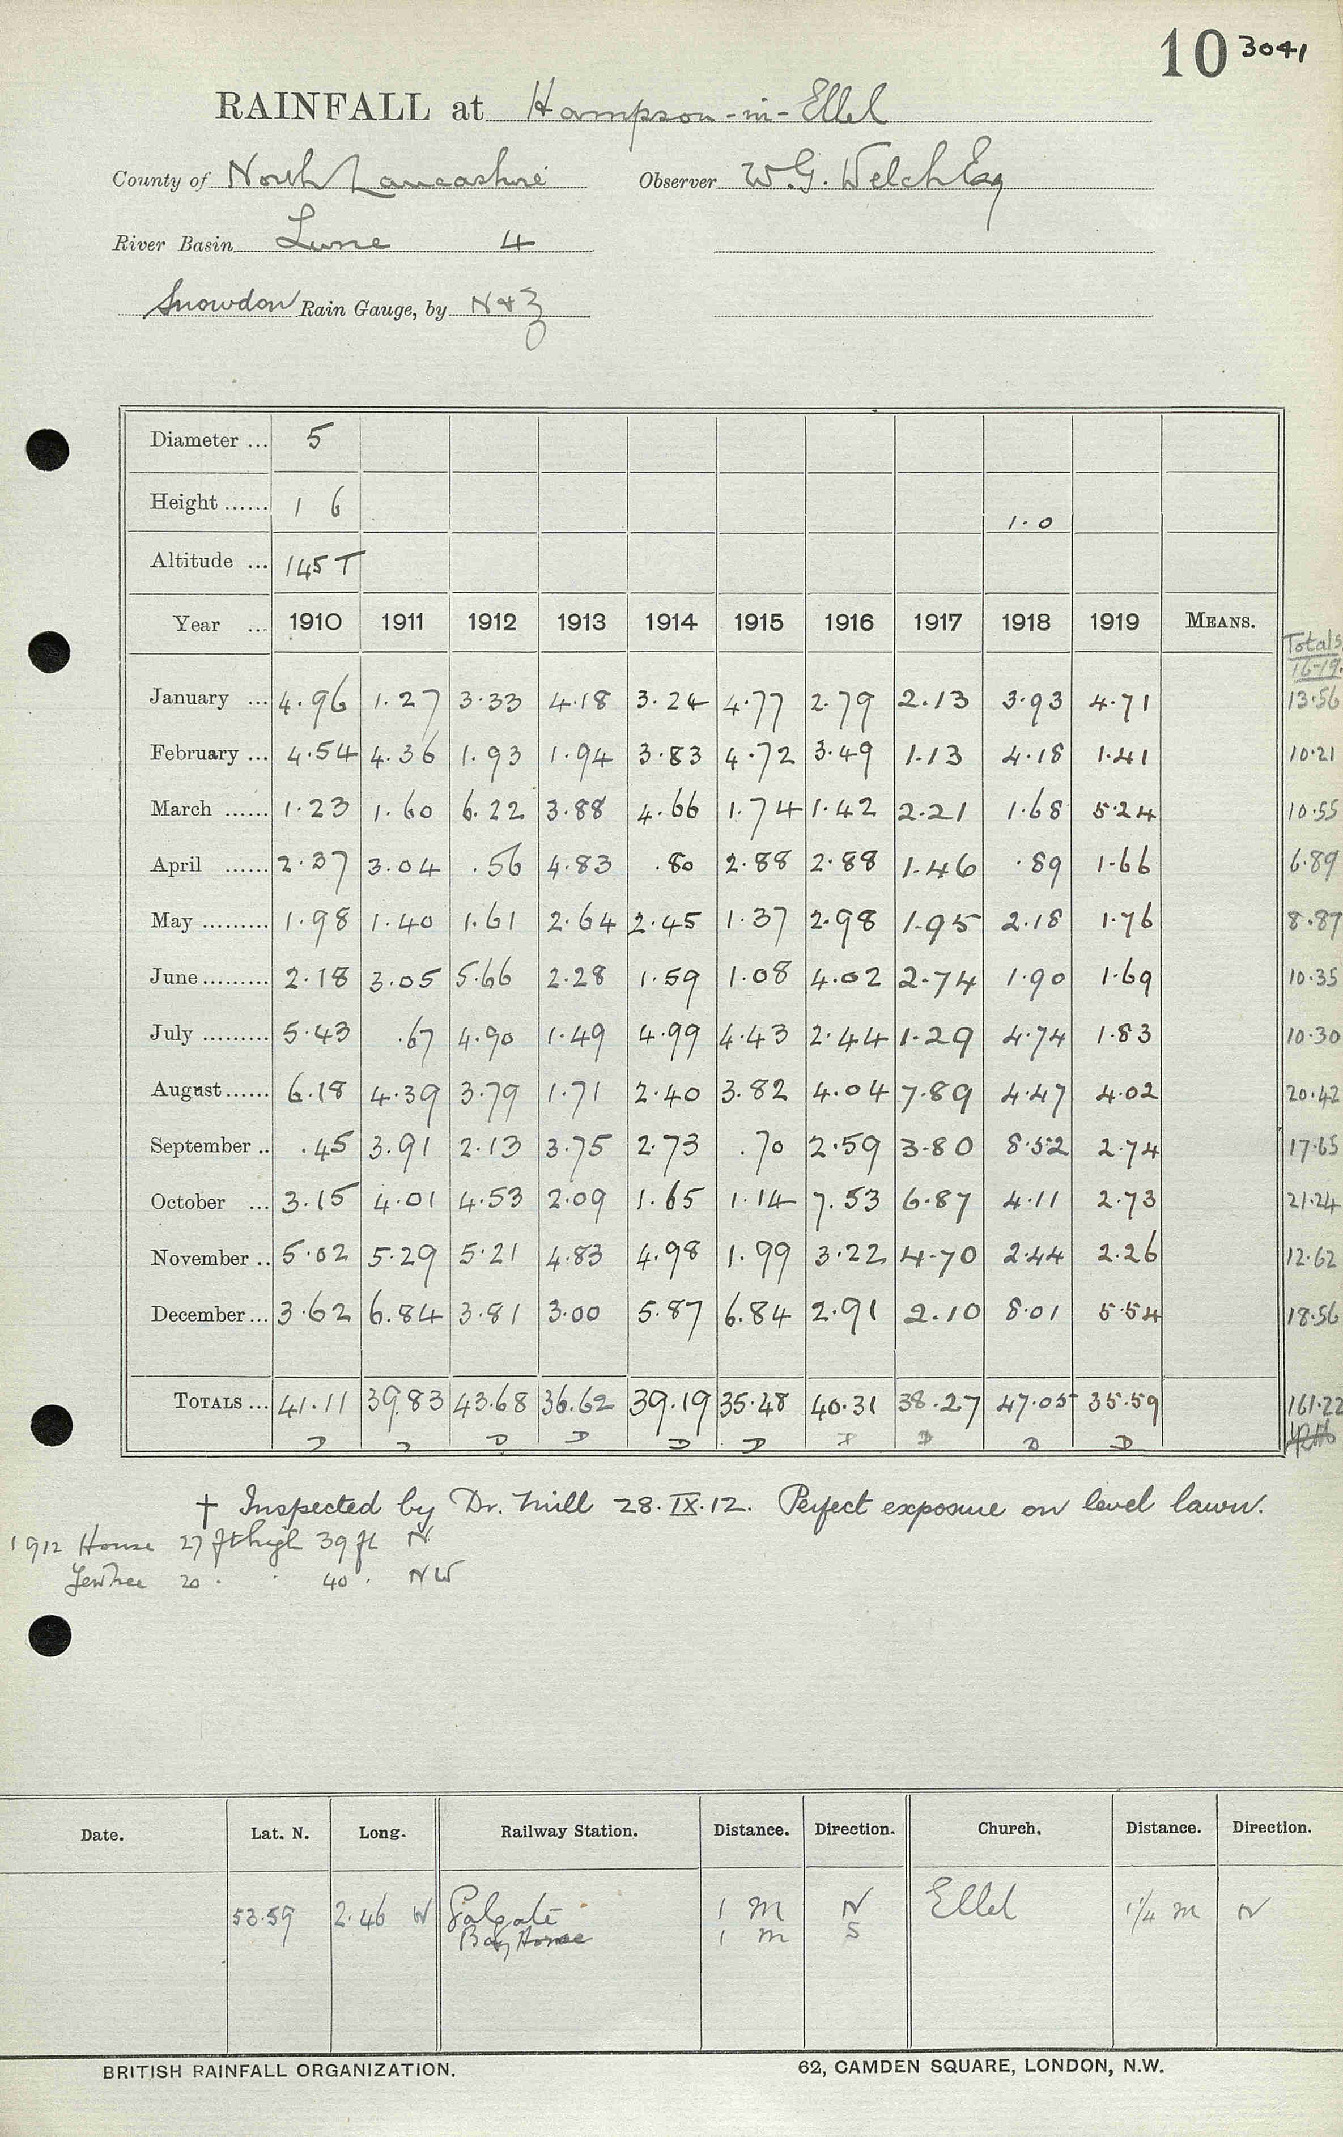 10 3041
RAINFALL at Hampson-in-Ellel
County of North Lancashire Observer W.G. Welch Esq
River Basin Lune 4
Snowdon Rain Gauge, by N & Z
Diameter ... 5
Height ...... 1 6 1.0
Altitude ... 145 T
Year ... 1910 1911 1912 1913 1914 1915 1916 1917 1918 1919 MEANS. Totals 16-19.
January ... 4.96 1.27 3.33 4.18 3.24 4.77 2.79 2.13 3.93 4.71 13.56
February ... 4.54 4.36 1.93 1.94 3.83 4.72 3.49 1.13 4.18 1.41 10.21
March ...... 1.23 1.60 6.22 3.88 4.66 1.74 1.42 2.21 1.68 5.24 10.55
April ...... 2.37 3.04 .56 4.83 .80 2.88 2.88 1.46 .89 1.66 6.89
May ......... 1.98 1.40 1.61 2.64 2.45 1.37 2.98 1.95 2.18 1.76 8.87
June ......... 2.18 3.05 5.66 2.28 1.59 1.08 4.02 2.74 1.90 1.69 10.35
July ......... 5.43 .67 4.90 1.49 4.99 4.43 2.44 1.29 4.74 1.83 10.30
August ...... 6.18 4.39 3.79 1.71 2.40 3.82 4.04 7.89 4.47 4.02 20.42
September .. .45 3.91 2.13 3.75 2.73 .70 2.59 3.80 8.52 2.74 17.65
October ... 3.15 4.01 4.53 2.09 1.65 1.14 7.53 6.87 4.11 2.73 21.24
November .. 5.02 5.29 5.21 4.83 4.98 1.99 3.22 4.70 2.44 2.26 12.62
December ... 3.62 6.84 3.81 3.00 5.87 6.84 2.91 2.10 8.01 5.54 18.56
TOTALS ... 41.11 39.83 43.68 36.62 39.19 35.48 40.31 38.27 47.05 35.59 161.22
D D D D D D D D D D
† Inspected by Dr. Mill 28.IX.12. Perfect exposure on level lawn.
1912 House 27 ft high 39 ft N
Yewtree 20 . . 40 . NW
Date. Lat. N. Long. Railway Station. Distance. Direction. Church. Distance. Direction.
53.59 2.46 W Galgate 1 m N Ellel 1/4 m N
Bay Horse 1 m S
BRITISH RAINFALL ORGANIZATION. 62, CAMDEN SQUARE, LONDON, N.W.